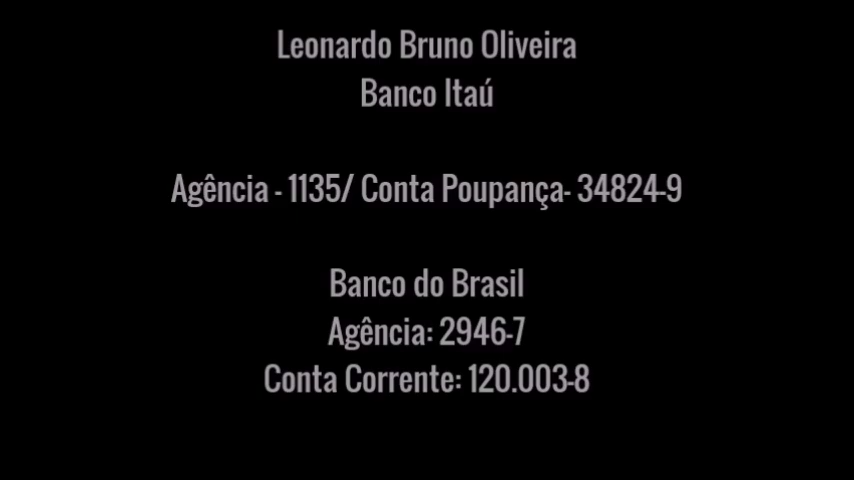 Leonardo Bruno Oliveira
Banco Itaú
Agência - 1135/ Conta Poupança- 34824-9
Banco do Brasil
Agência: 2946-7
Conta Corrente: 120.003-8